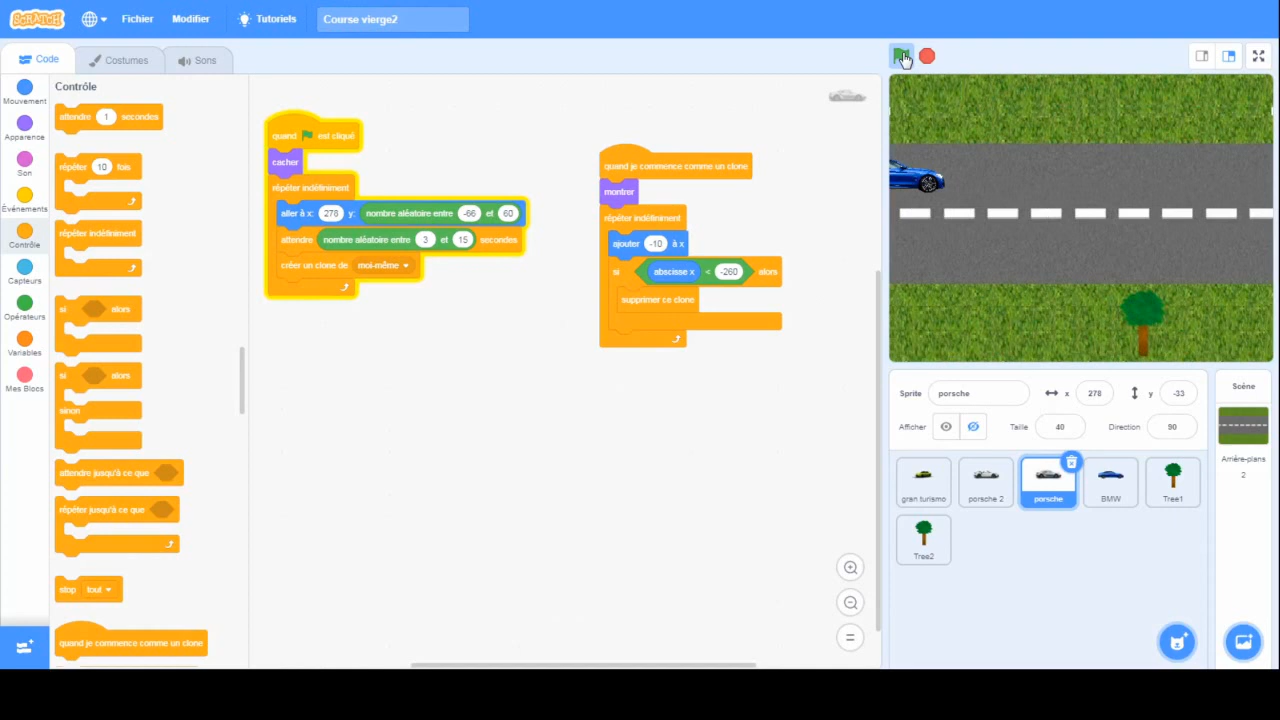 SCRATCH Fichier Modifier Tutoriels Course vierge2
Code Costumes Sons
Mouvement
Apparence
Son
Événements
Contrôle
Capteurs
Opérateurs
Variables
Mes Blocs
Contrôle
attendre 1 secondes
répéter 10 fois
répéter indéfiniment
si alors
si alors
sinon
attendre jusqu'à ce que
répéter jusqu'à ce que
stop tout
quand je commence comme un clone
quand est cliqué
cacher
répéter indéfiniment
aller à x: 278 y: nombre aléatoire entre -66 et 60
attendre nombre aléatoire entre 3 et 15 secondes
créer un clone de moi-même
quand je commence comme un clone
montrer
répéter indéfiniment
ajouter -10 à x
si abscisse x < -260 alors
supprimer ce clone
Sprite porsche x 278 y -33
Afficher Taille 40 Direction 90
gran turismo porsche 2 porsche BMW Tree1
Tree2
Scène
Arrière-plans
2